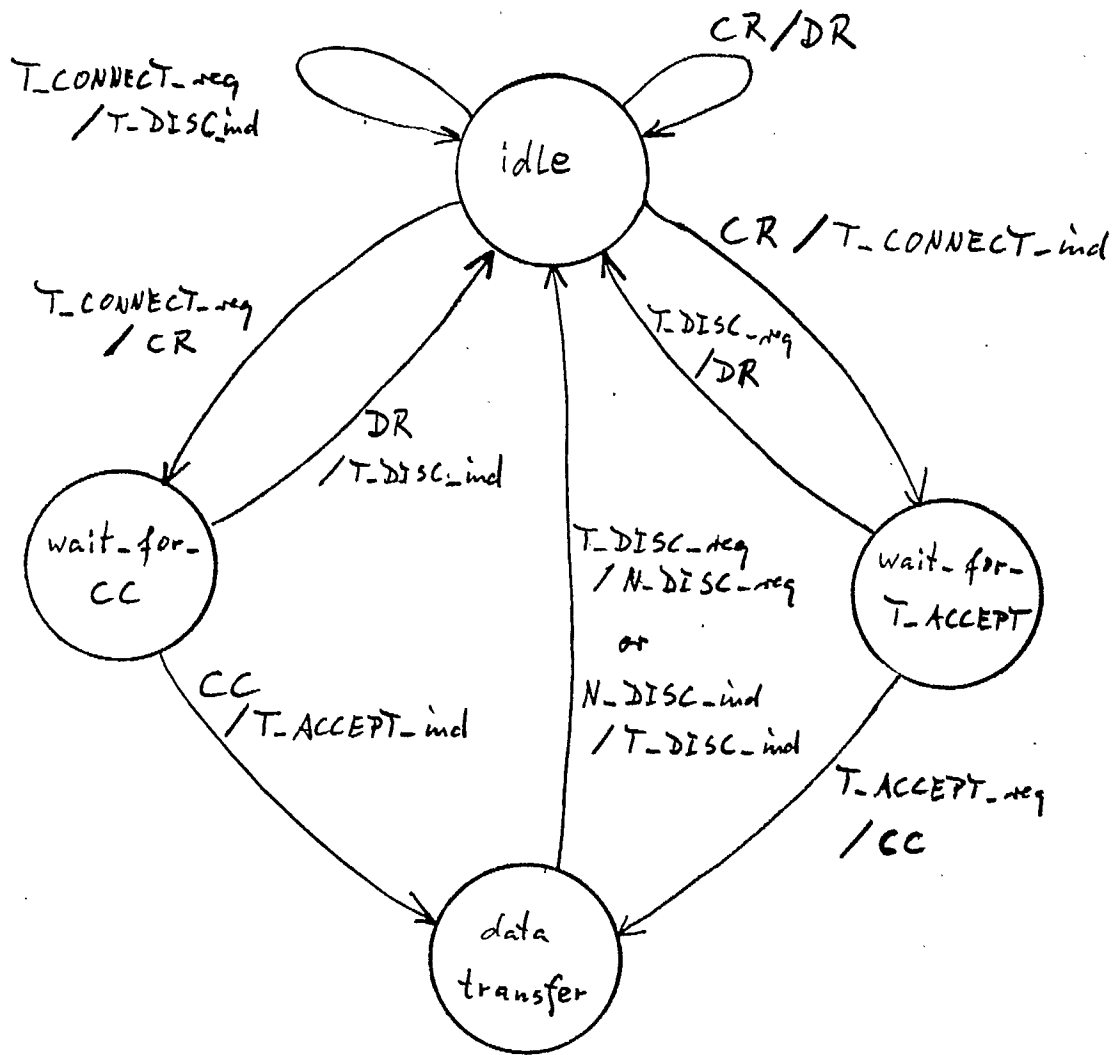 CR/DR
T_CONNECT_req
/T_DISC_ind
idle
CR / T_CONNECT_ind
T_CONNECT_req
/ CR
T_DISC_req
/DR
DR
/T_DISC_ind
wait_for_
CC
T_DISC_req
/ N_DISC_req
or
N_DISC_ind
/ T_DISC_ind
wait_for_
T_ACCEPT
CC
/T_ACCEPT_ind
T_ACCEPT_req
/CC
data
transfer